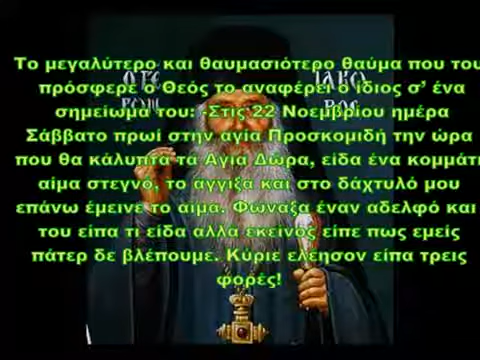 Το μεγαλύτερο και θαυμασιότερο θαύμα που του
πρόσφερε ο Θεός το αναφέρει ο ίδιος σ’ ένα
σημείωμα του: -Στις 22 Νοεμβρίου ημέρα
Σάββατο πρωί στην αγία Προσκομιδή την ώρα
που θα κάλυπτα τα Αγια Δώρα, είδα ένα κομμάτι
αίμα στεγνό, το άγγιξα και στο δάχτυλό μου
επάνω έμεινε το αίμα. Φώναξα έναν αδελφό και
του είπα τι είδα αλλά εκείνος είπε πως εμείς
πάτερ δε βλέπουμε. Κύριε ελέησον είπα τρεις
φορές!